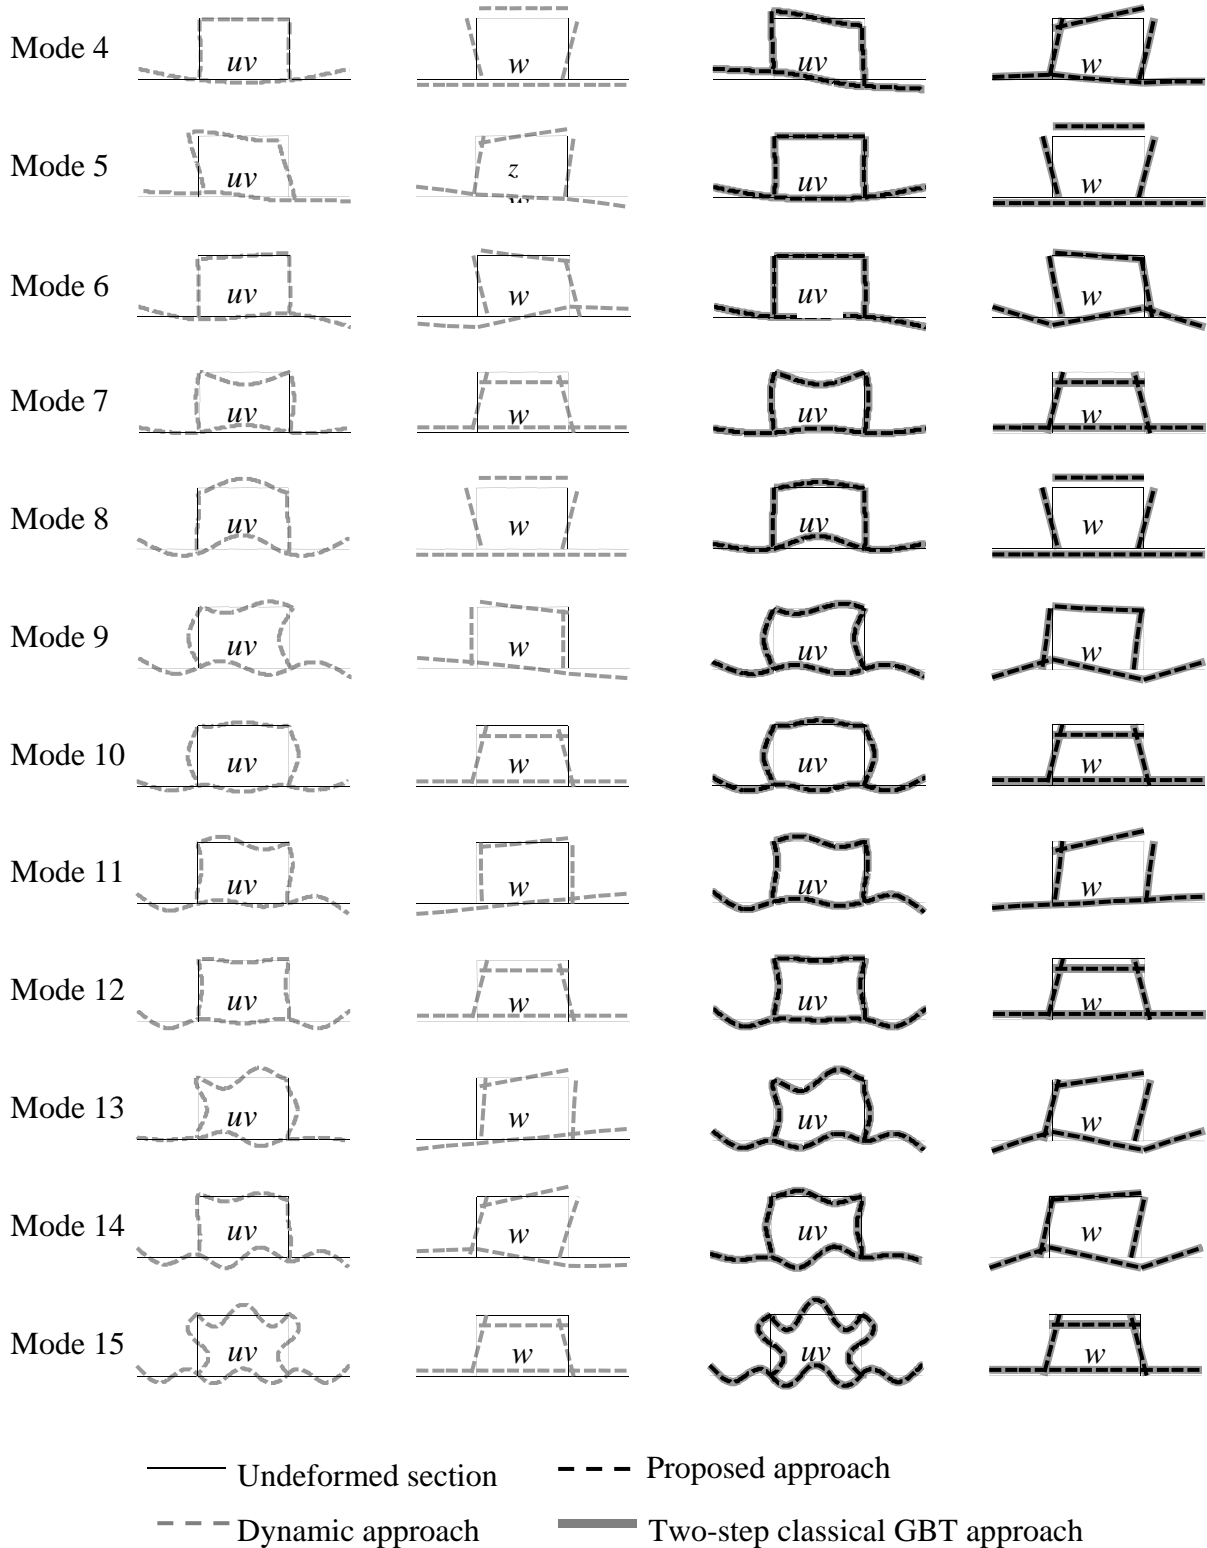 Mode 4 uv w uv w
Mode 5 uv z w uv w
Mode 6 uv w uv w
Mode 7 uv w uv w
Mode 8 uv w uv w
Mode 9 uv w uv w
Mode 10 uv w uv w
Mode 11 uv w uv w
Mode 12 uv w uv w
Mode 13 uv w uv w
Mode 14 uv w uv w
Mode 15 uv w uv w
Undeformed section Proposed approach
Dynamic approach Two-step classical GBT approach